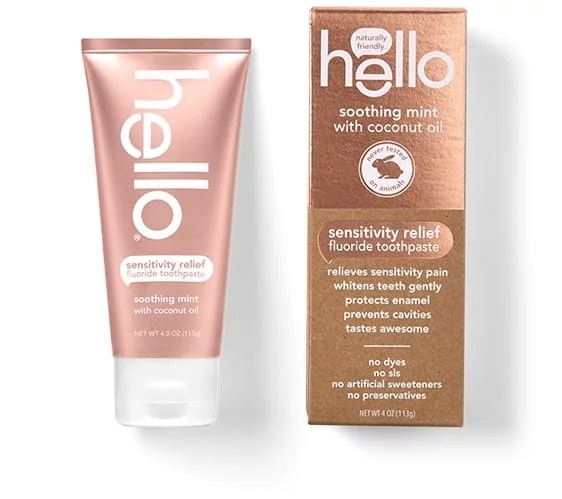 hello®
sensitivity relief
fluoride toothpaste
soothing mint
with coconut oil
NET WT 4.0 OZ (113g)
naturally
friendly.
hello
soothing mint
with coconut oil
never tested
on animals
sensitivity relief
fluoride toothpaste
relieves sensitivity pain
whitens teeth gently
protects enamel
prevents cavities
tastes awesome
no dyes
no sls
no artificial sweeteners
no preservatives
NET WT 4 OZ (113g)